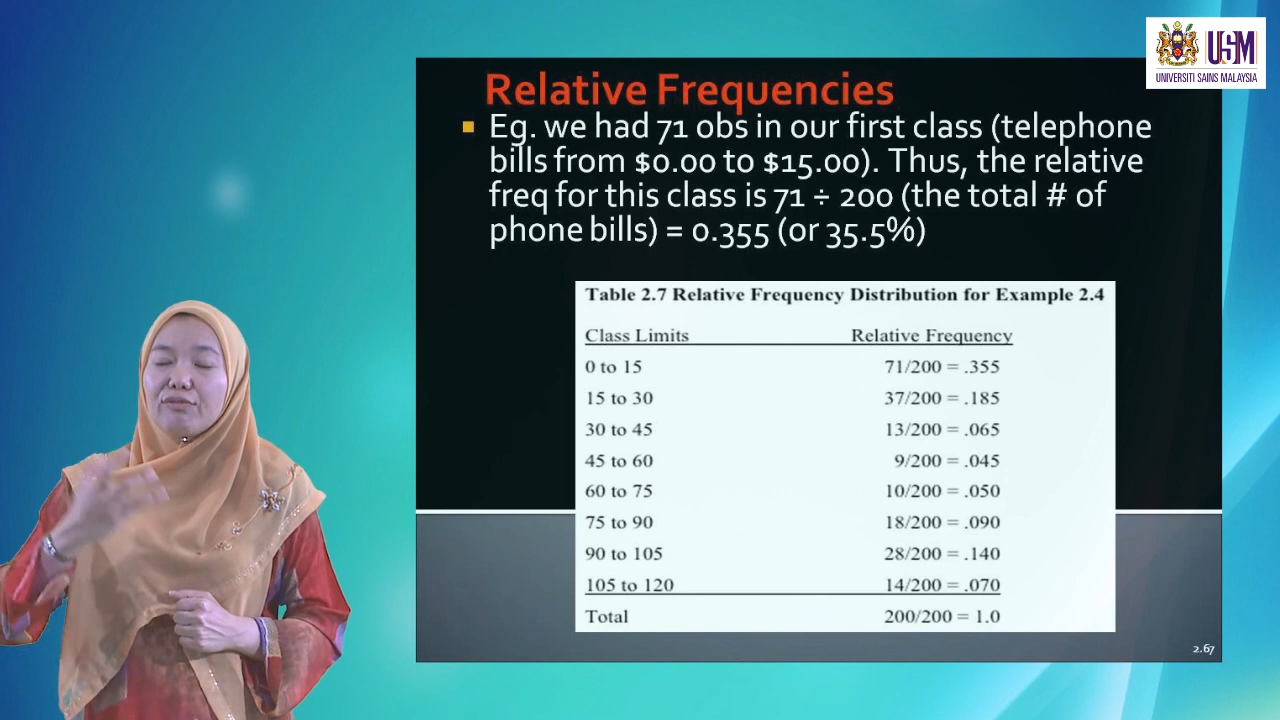 USM
UNIVERSITI SAINS MALAYSIA
Relative Frequencies
Eg. we had 71 obs in our first class (telephone
bills from $0.00 to $15.00). Thus, the relative
freq for this class is 71 ÷ 200 (the total # of
phone bills) = 0.355 (or 35.5%)
Table 2.7 Relative Frequency Distribution for Example 2.4
Class Limits Relative Frequency
0 to 15 71/200 = .355
15 to 30 37/200 = .185
30 to 45 13/200 = .065
45 to 60 9/200 = .045
60 to 75 10/200 = .050
75 to 90 18/200 = .090
90 to 105 28/200 = .140
105 to 120 14/200 = .070
Total 200/200 = 1.0
2.67